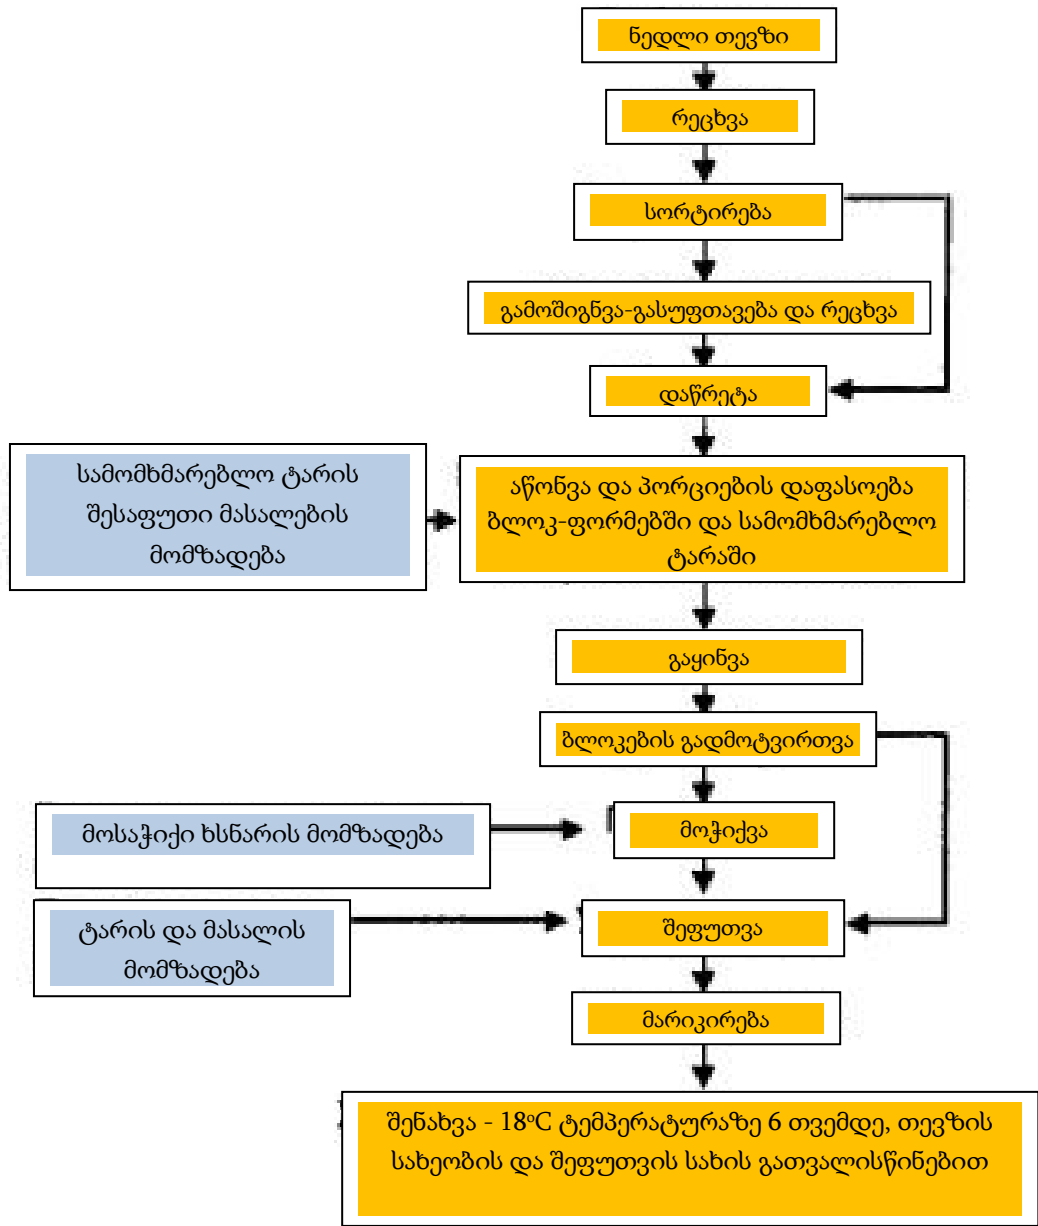 ნედლი თევზი
რეცხვა
სორტირება
გამოშიგნვა-გასუფთავება და რეცხვა
დაწრეტა
სამომხმარებლო ტარის
შესაფუთი მასალების
მომზადება
აწონვა და პორციების დაფასოება
ბლოკ-ფორმებში და სამომხმარებლო
ტარაში
გაყინვა
ბლოკების გადმოტვირთვა
მოსაჭიქი ხსნარის მომზადება
მოჭიქვა
ტარის და მასალის
მომზადება
შეფუთვა
მარიკირება
შენახვა - 18°C ტემპერატურაზე 6 თვემდე, თევზის
სახეობის და შეფუთვის სახის გათვალისწინებით